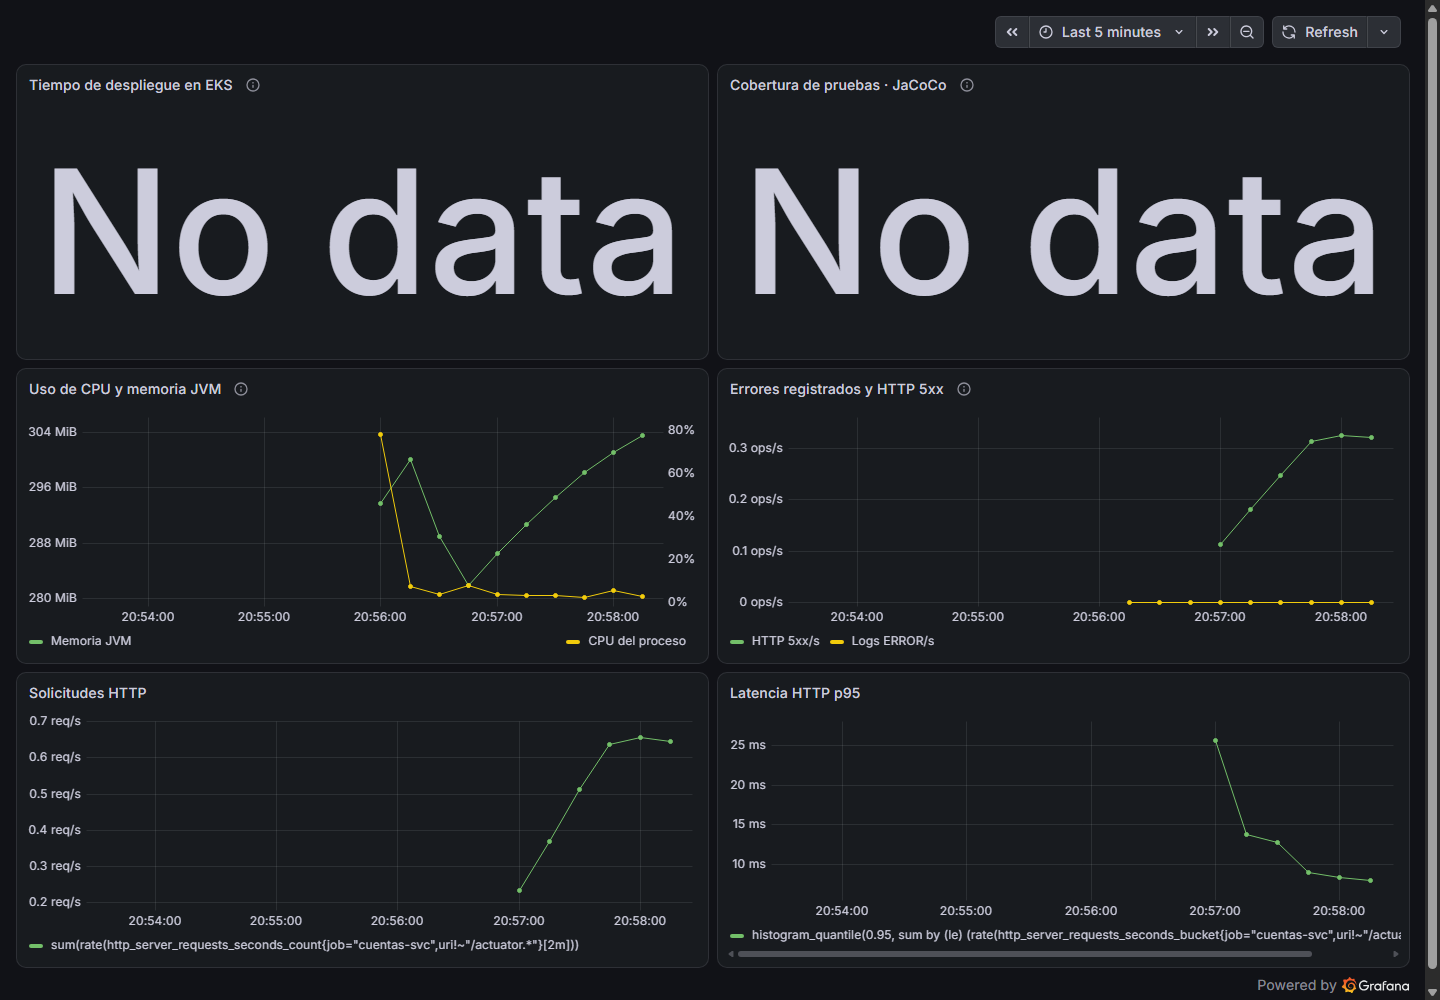 Last 5 minutes
Refresh
Tiempo de despliegue en EKS
No data
Cobertura de pruebas · JaCoCo
No data
Uso de CPU y memoria JVM
304 MiB
296 MiB
288 MiB
280 MiB
80%
60%
40%
20%
0%
20:54:00 20:55:00 20:56:00 20:57:00 20:58:00
Memoria JVM
CPU del proceso
Errores registrados y HTTP 5xx
0.3 ops/s
0.2 ops/s
0.1 ops/s
0 ops/s
20:54:00 20:55:00 20:56:00 20:57:00 20:58:00
HTTP 5xx/s Logs ERROR/s
Solicitudes HTTP
0.7 req/s
0.6 req/s
0.5 req/s
0.4 req/s
0.3 req/s
0.2 req/s
20:54:00 20:55:00 20:56:00 20:57:00 20:58:00
sum(rate(http_server_requests_seconds_count{job="cuentas-svc",uri!~"/actuator.*"}[2m]))
Latencia HTTP p95
25 ms
20 ms
15 ms
10 ms
20:54:00 20:55:00 20:56:00 20:57:00 20:58:00
histogram_quantile(0.95, sum by (le) (rate(http_server_requests_seconds_bucket{job="cuentas-svc",uri!~"/actua
Powered by Grafana